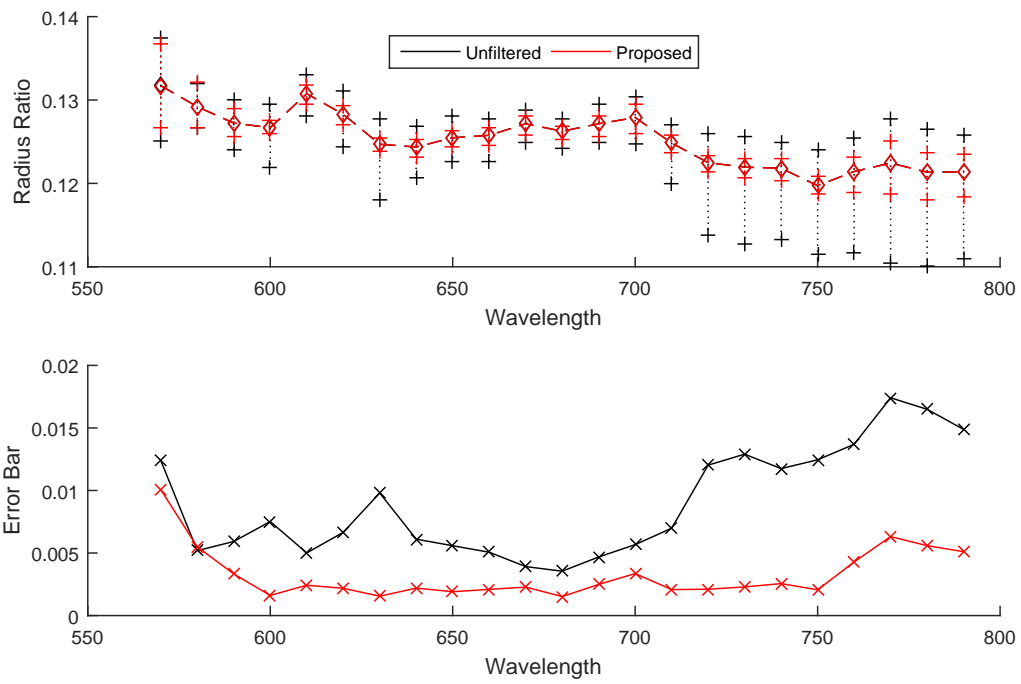 0.14
0.13
0.12
0.11
Radius Ratio
Unfiltered Proposed
550 600 650 700 750 800
Wavelength
0.02
0.015
0.01
0.005
0
Error Bar
550 600 650 700 750 800
Wavelength